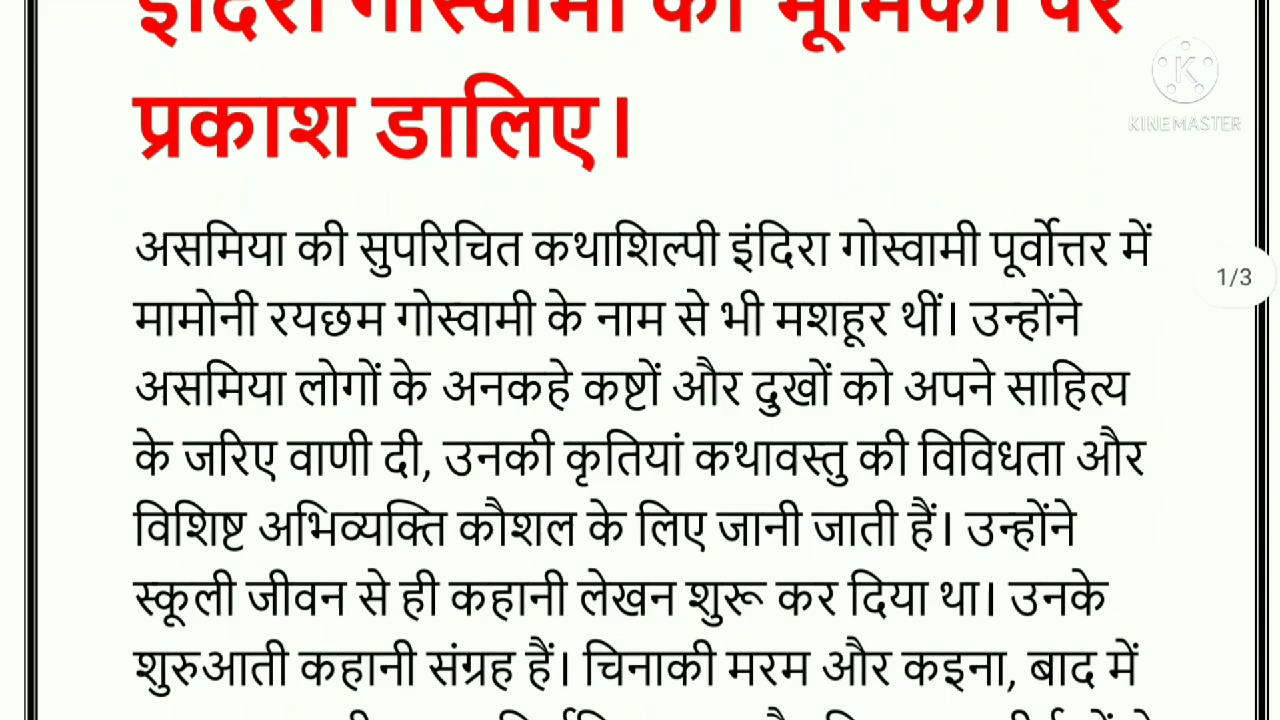 इंदिरा गोस्वामी की भूमिका पर
प्रकाश डालिए।
KINEMASTER
असमिया की सुपरिचित कथाशिल्पी इंदिरा गोस्वामी पूर्वोत्तर में
1/3
मामोनी रयछम गोस्वामी के नाम से भी मशहूर थीं। उन्होंने
असमिया लोगों के अनकहे कष्टों और दुखों को अपने साहित्य
के जरिए वाणी दी, उनकी कृतियां कथावस्तु की विविधता और
विशिष्ट अभिव्यक्ति कौशल के लिए जानी जाती हैं। उन्होंने
स्कूली जीवन से ही कहानी लेखन शुरू कर दिया था। उनके
शुरुआती कहानी संग्रह हैं। चिनाकी मरम और कइना, बाद में